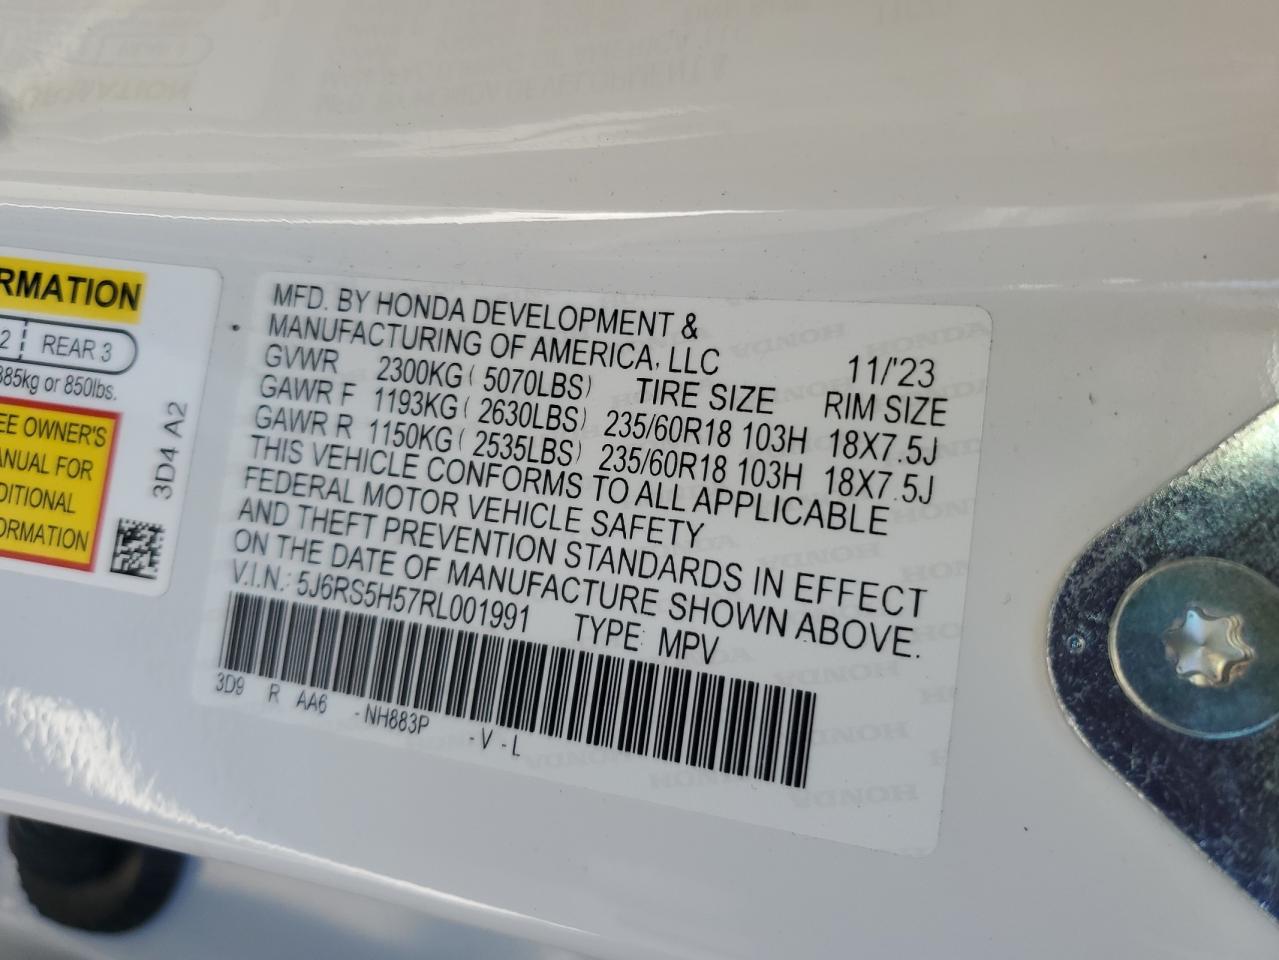 RMATION
2 REAR 3
385kg or 850lbs.
EE OWNER'S
ANUAL FOR
DITIONAL
FORMATION
3D4 A2
MFD. BY HONDA DEVELOPMENT &
MANUFACTURING OF AMERICA, LLC 11/'23
GVWR 2300KG ( 5070LBS) TIRE SIZE RIM SIZE
GAWR F 1193KG ( 2630LBS) 235/60R18 103H 18X7.5J
GAWR R 1150KG ( 2535LBS) 235/60R18 103H 18X7.5J
THIS VEHICLE CONFORMS TO ALL APPLICABLE
FEDERAL MOTOR VEHICLE SAFETY
AND THEFT PREVENTION STANDARDS IN EFFECT
ON THE DATE OF MANUFACTURE SHOWN ABOVE.
V.I.N.: 5J6RS5H57RL001991 TYPE: MPV
3D9 R AA6 -NH883P -V-L